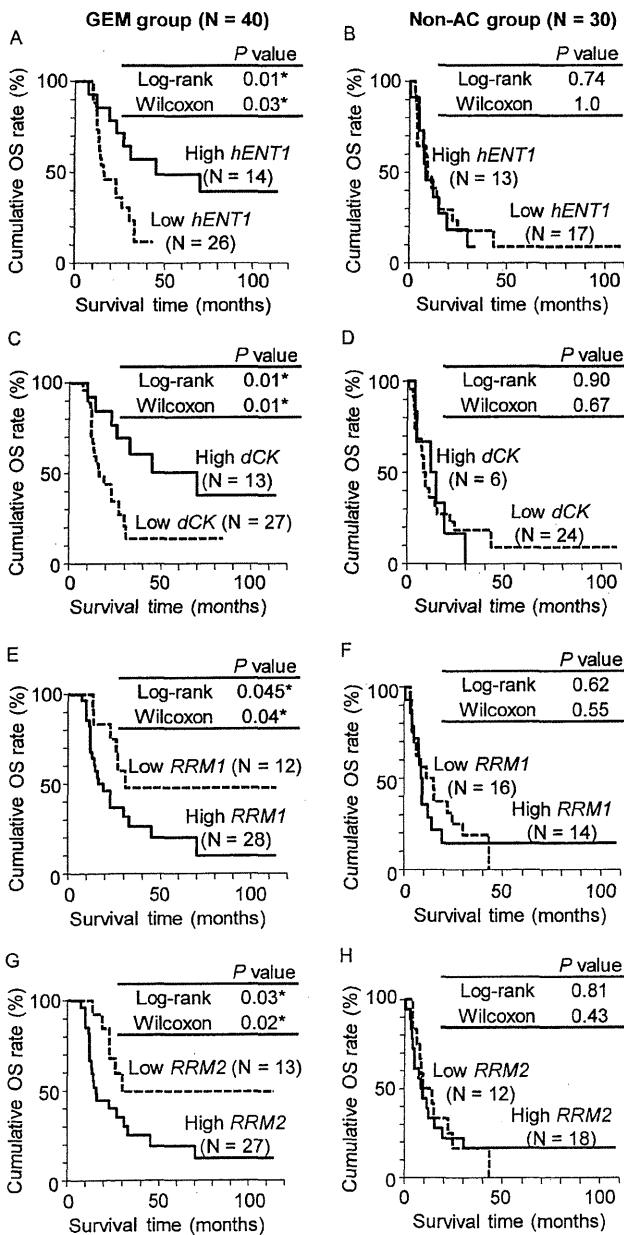 GEM group (N = 40)
Non-AC group (N = 30)
A
P value
Log-rank 0.01*
Wilcoxon 0.03*
Cumulative OS rate (%)
100
50
0
High hENT1
(N = 14)
Low hENT1
(N = 26)
0 50 100
Survival time (months)
B
P value
Log-rank 0.74
Wilcoxon 1.0
Cumulative OS rate (%)
100
50
0
High hENT1
(N = 13)
Low hENT1
(N = 17)
0 50 100
Survival time (months)
C
P value
Log-rank 0.01*
Wilcoxon 0.01*
Cumulative OS rate (%)
100
50
0
High dCK
(N = 13)
Low dCK (N = 27)
0 50 100
Survival time (months)
D
P value
Log-rank 0.90
Wilcoxon 0.67
Cumulative OS rate (%)
100
50
0
High dCK
(N = 6)
Low dCK
(N = 24)
0 50 100
Survival time (months)
E
P value
Log-rank 0.045*
Wilcoxon 0.04*
Cumulative OS rate (%)
100
50
0
Low RRM1 (N = 12)
High RRM1
(N = 28)
0 50 100
Survival time (months)
F
P value
Log-rank 0.62
Wilcoxon 0.55
Cumulative OS rate (%)
100
50
0
Low RRM1
(N = 16)
High RRM1
(N = 14)
0 50 100
Survival time (months)
G
P value
Log-rank 0.03*
Wilcoxon 0.02*
Cumulative OS rate (%)
100
50
0
Low RRM2 (N = 13)
High RRM2
(N = 27)
0 50 100
Survival time (months)
H
P value
Log-rank 0.81
Wilcoxon 0.43
Cumulative OS rate (%)
100
50
0
Low RRM2
(N = 12)
High RRM2
(N = 18)
0 50 100
Survival time (months)